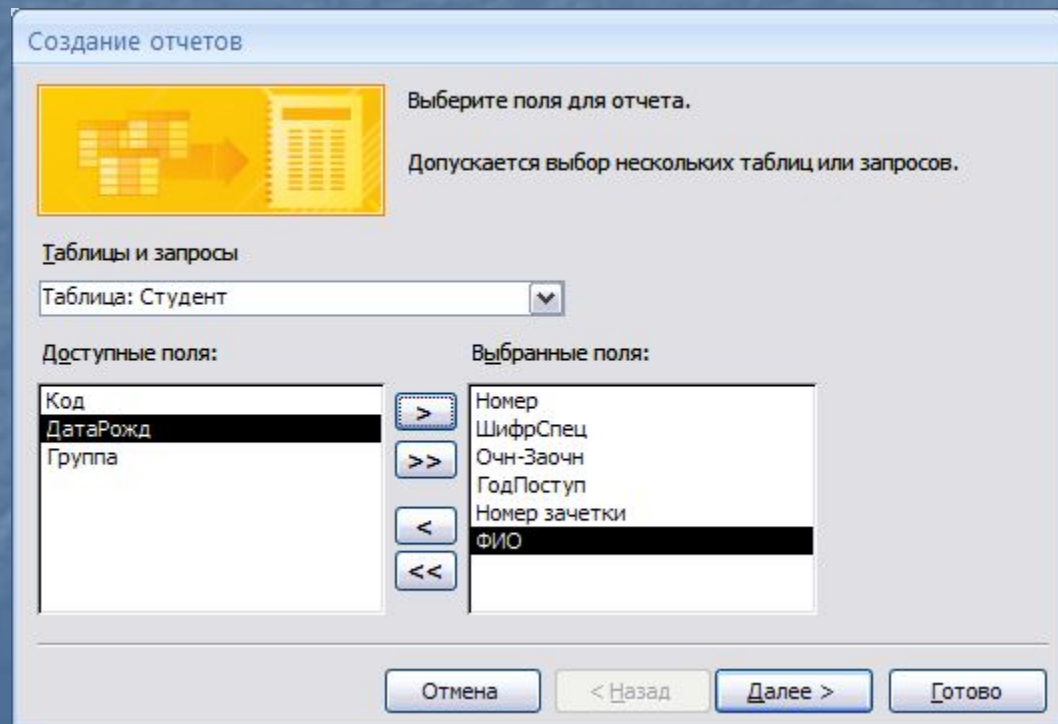 Создание отчетов
Выберите поля для отчета.
Допускается выбор нескольких таблиц или запросов.
Таблицы и запросы
Таблица: Студент
Доступные поля:
Код
ДатаРожд
Группа
>
>>
<
<<
Выбранные поля:
Номер
ШифрСпец
Очн-Заочн
ГодПоступ
Номер зачетки
ФИО
Отмена
< Назад
Далее >
Готово